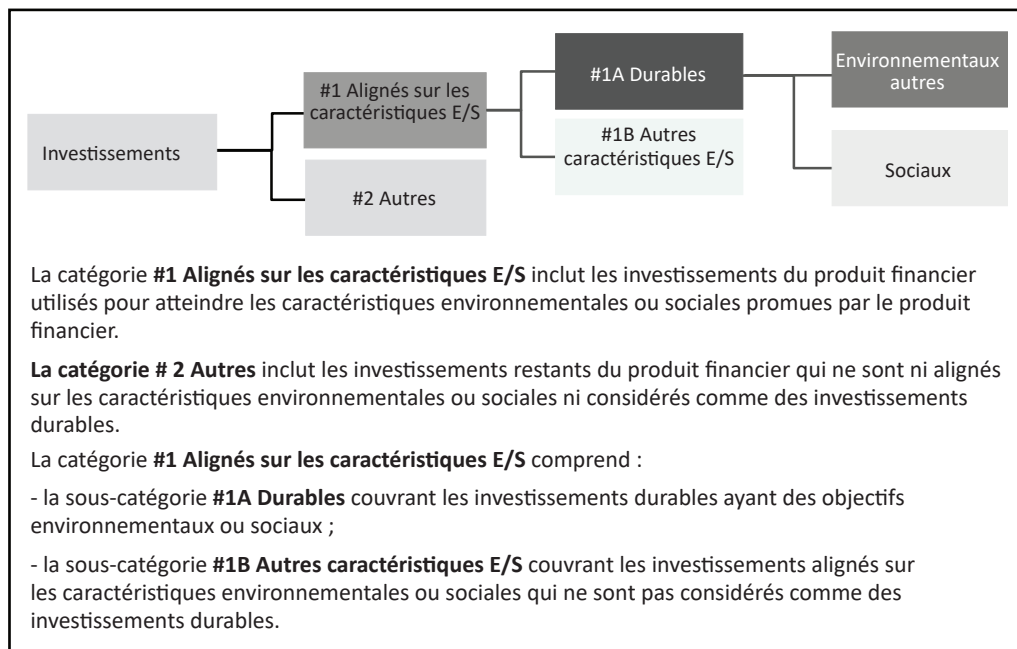 Investissements
#1 Alignés sur les
caractéristiques E/S
#2 Autres
#1A Durables
#1B Autres
caractéristiques E/S
Environnementaux
autres
Sociaux
La catégorie #1 Alignés sur les caractéristiques E/S inclut les investissements du produit financier
utilisés pour atteindre les caractéristiques environnementales ou sociales promues par le produit
financier.
La catégorie # 2 Autres inclut les investissements restants du produit financier qui ne sont ni alignés
sur les caractéristiques environnementales ou sociales ni considérés comme des investissements
durables.
La catégorie #1 Alignés sur les caractéristiques E/S comprend :
- la sous-catégorie #1A Durables couvrant les investissements durables ayant des objectifs
environnementaux ou sociaux ;
- la sous-catégorie #1B Autres caractéristiques E/S couvrant les investissements alignés sur
les caractéristiques environnementales ou sociales qui ne sont pas considérés comme des
investissements durables.